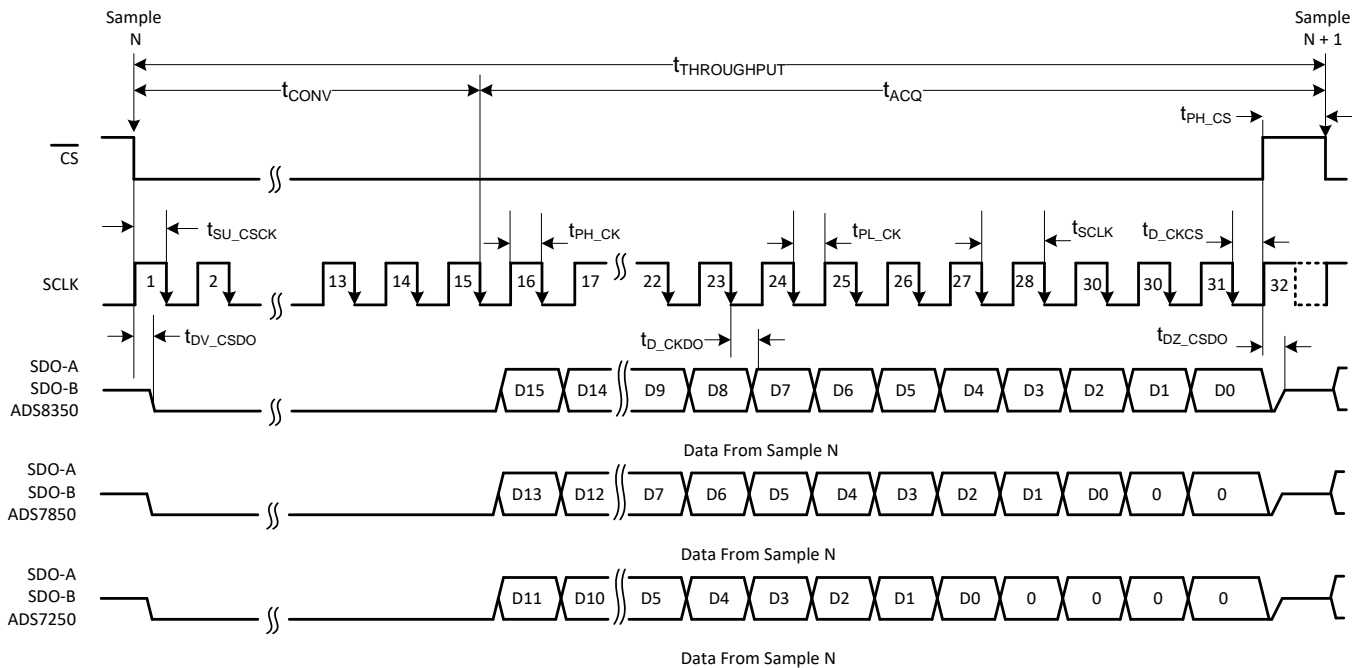 Sample
N
Sample
N + 1
tTHROUGHPUT
tCONV
tACQ
tPH_CS
CS
tSU_CSCK
tPH_CK
tPL_CK
tSCLK
tD_CKCS
SCLK
1 2 13 14 15 16 17 22 23 24 25 26 27 28 30 30 31 32
tDV_CSDO
tD_CKDO
tDZ_CSDO
SDO-A
SDO-B
ADS8350
D15 D14 D9 D8 D7 D6 D5 D4 D3 D2 D1 D0
Data From Sample N
SDO-A
SDO-B
ADS7850
D13 D12 D7 D6 D5 D4 D3 D2 D1 D0 0 0
Data From Sample N
SDO-A
SDO-B
ADS7250
D11 D10 D5 D4 D3 D2 D1 D0 0 0 0 0
Data From Sample N